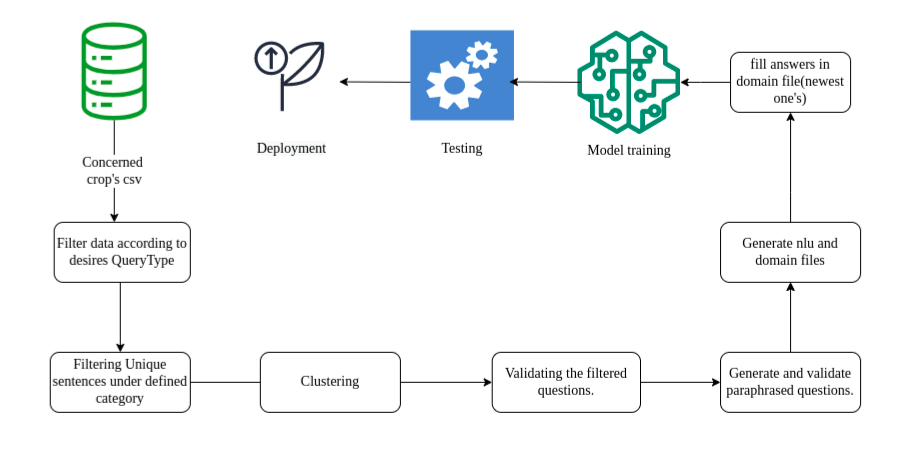 Concerned
crop's csv
Filter data according to
desires QueryType
Filtering Unique
sentences under defined
category
Clustering
Validating the filtered
questions.
Generate and validate
paraphrased questions.
Generate nlu and
domain files
fill answers in
domain file(newest
one's)
Model training
Testing
Deployment